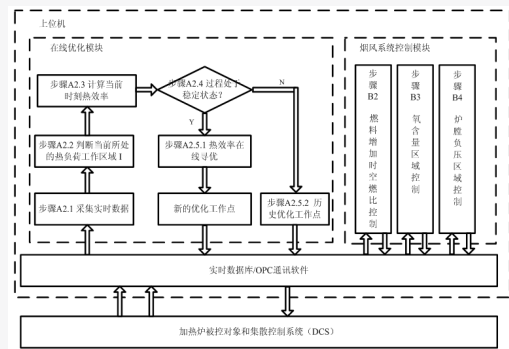 上位机
在线优化模块
步骤A2.3 计算当前
时刻热效率
步骤A2.4 过程处于
稳定状态?
N
Y
步骤A2.2 判断当前所处
的热负荷工作区域 I
步骤A2.5.1 热效率在
线寻优
步骤A2.1 采集实时数据
新的优化工作点
步骤A2.5.2 历
史优化工作点
烟风系统控制模块
步骤B2 燃料增加时空燃比控制
步骤B3 氧含量区域控制
步骤B4 炉膛负压区域控制
实时数据库/OPC通讯软件
加热炉被控对象和集散控制系统（DCS）